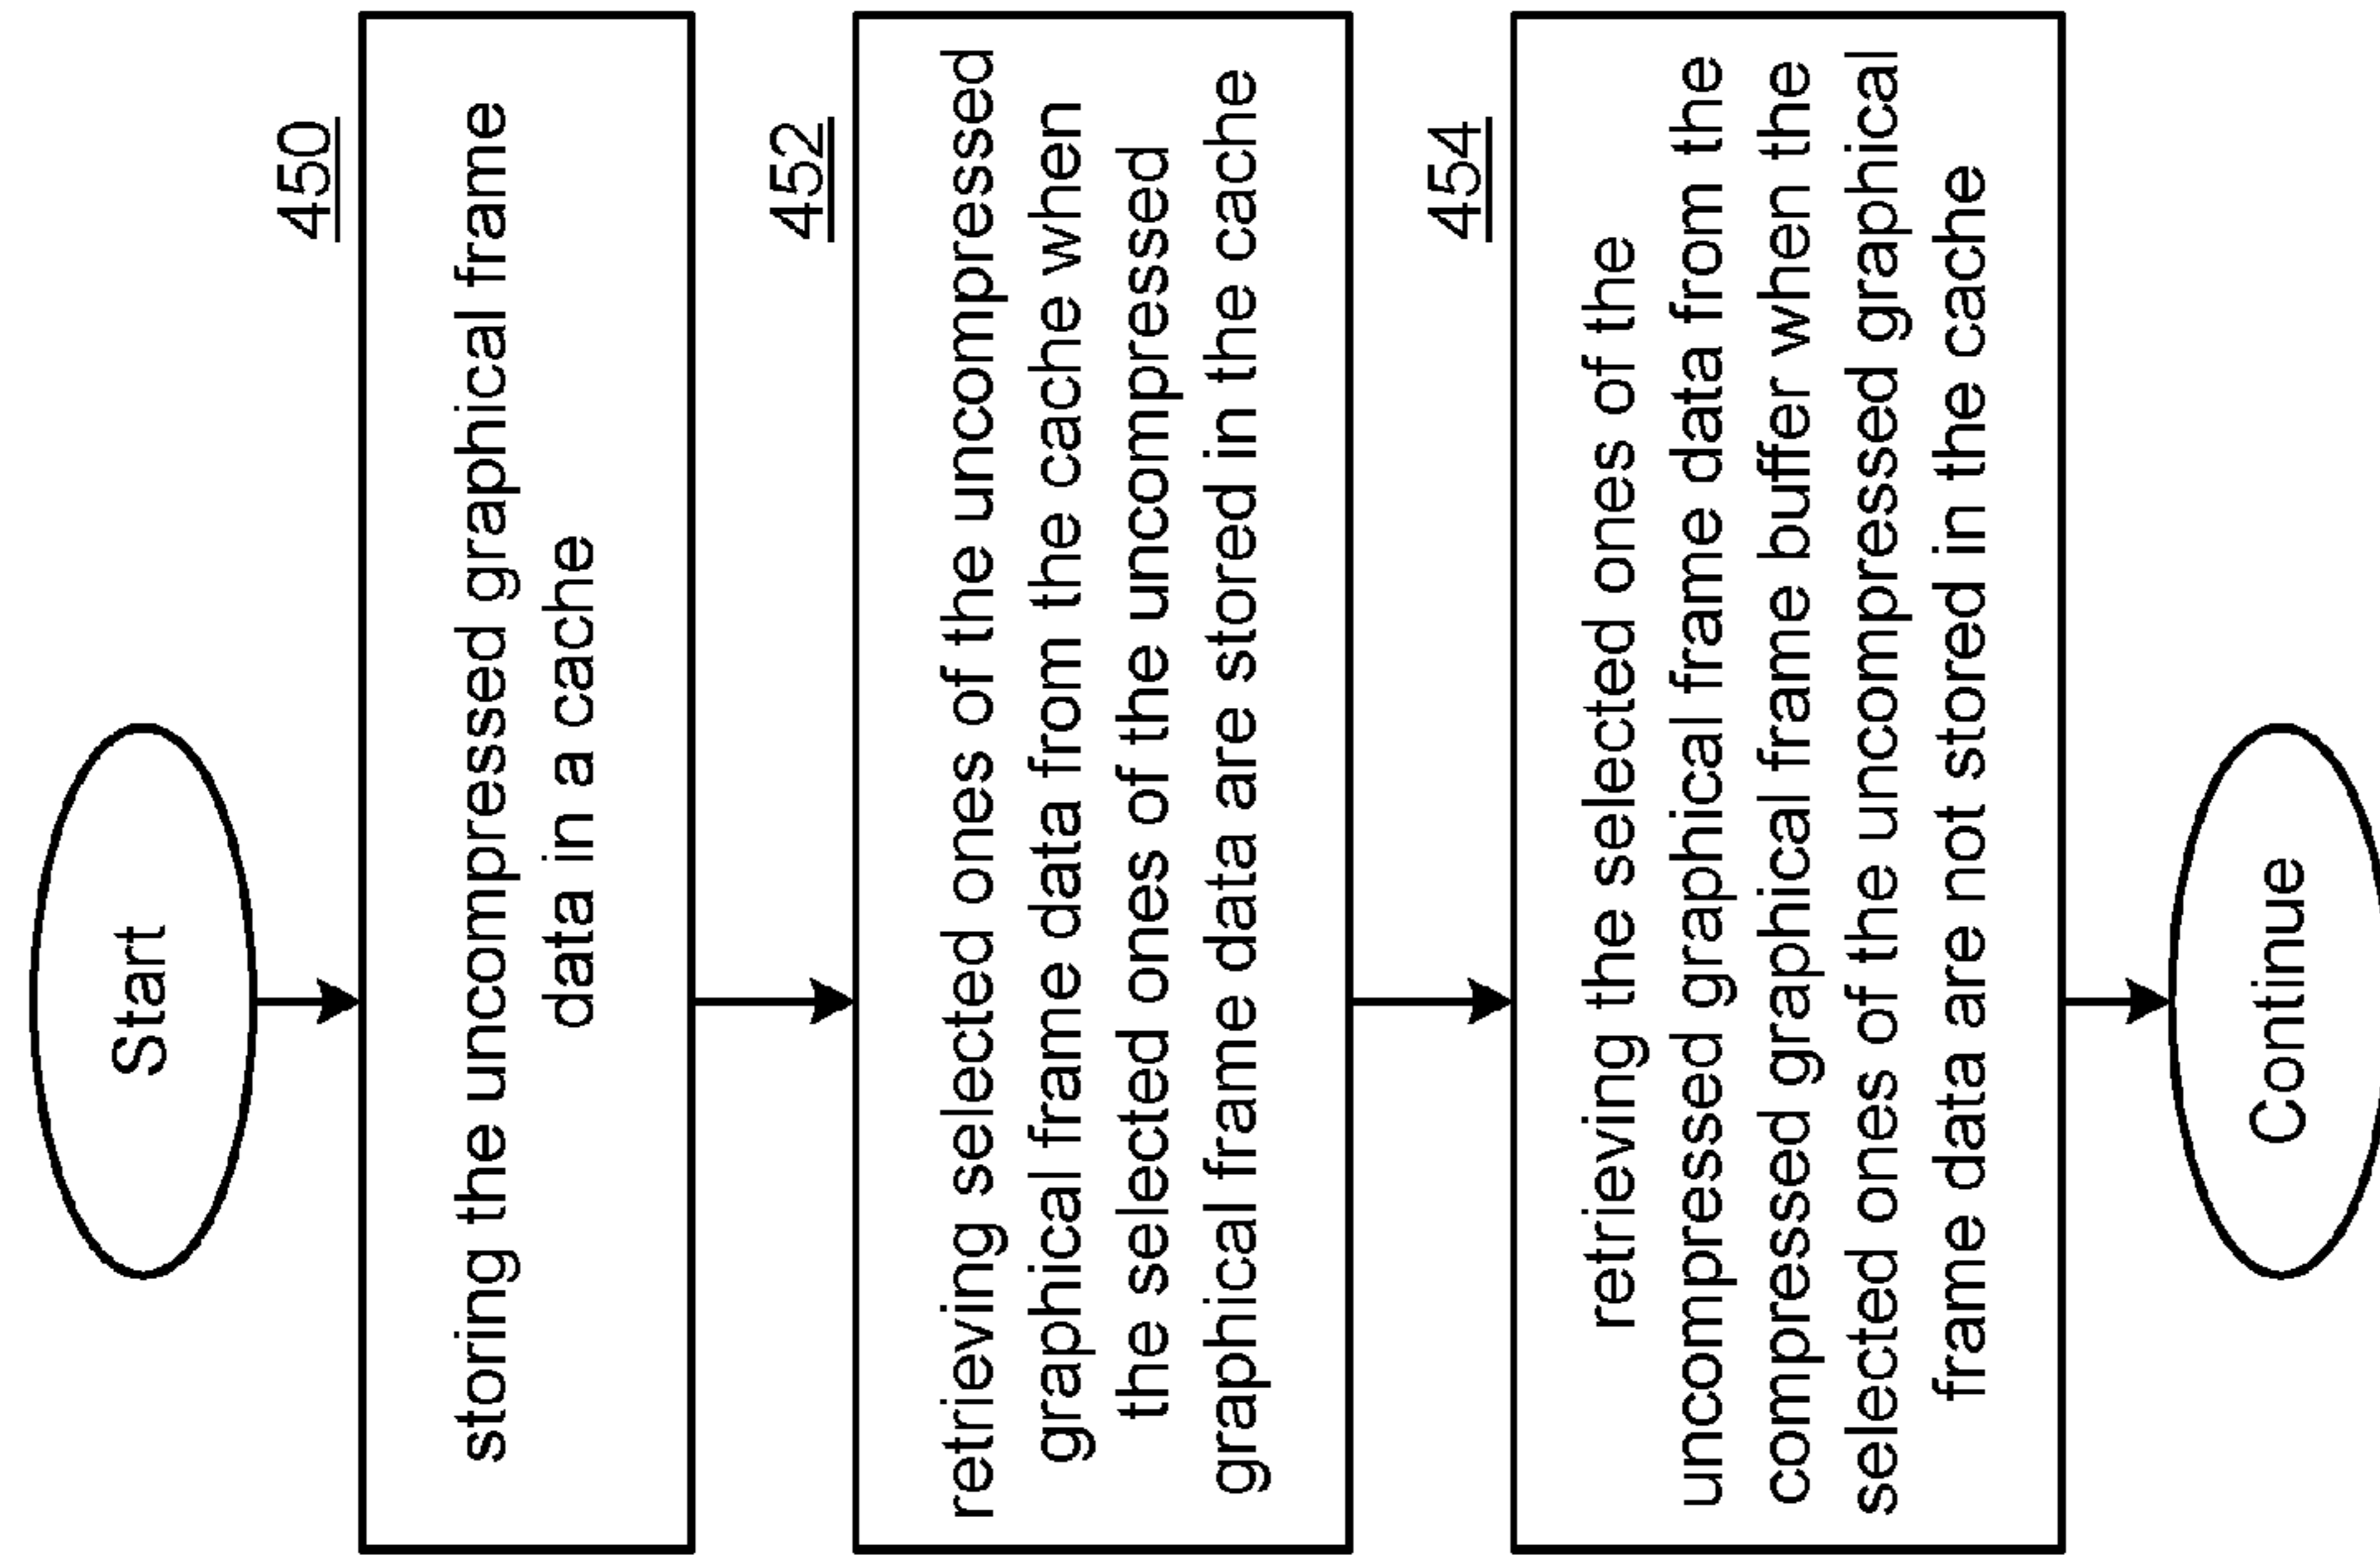 Start
450
storing the uncompressed graphical frame
data in a cache
452
retrieving selected ones of the uncompressed
graphical frame data from the cache when
the selected ones of the uncompressed
graphical frame data are stored in the cache
454
retrieving the selected ones of the
uncompressed graphical frame data from the
compressed graphical frame buffer when the
selected ones of the uncompressed graphical
frame data are not stored in the cache
Continue